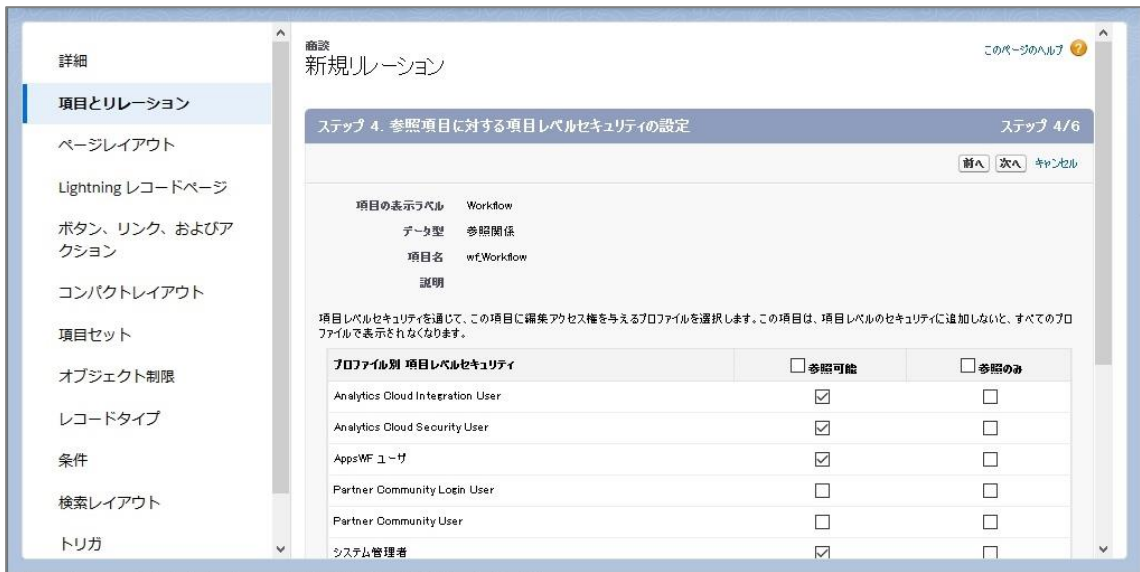 詳細
項目とリレーション
ページレイアウト
Lightning レコードページ
ボタン、リンク、およびア
クション
コンパクトレイアウト
項目セット
オブジェクト制限
レコードタイプ
条件
検索レイアウト
トリガ
商談
新規リレーション
このページのヘルプ
ステップ 4. 参照項目に対する項目レベルセキュリティの設定 ステップ 4/6
前へ 次へ キャンセル
項目の表示ラベル Workflow
データ型 参照関係
項目名 wf_Workflow
説明
項目レベルセキュリティを通じて、この項目に編集アクセス権を与えるプロファイルを選択します。この項目は、項目レベルのセキュリティに追加しないと、すべてのプロ
ファイルで表示されなくなります。
プロファイル別 項目レベルセキュリティ 参照可能 参照のみ
Analytics Cloud Integration User
Analytics Cloud Security User
AppsWF ユーザ
Partner Community Login User
Partner Community User
システム管理者